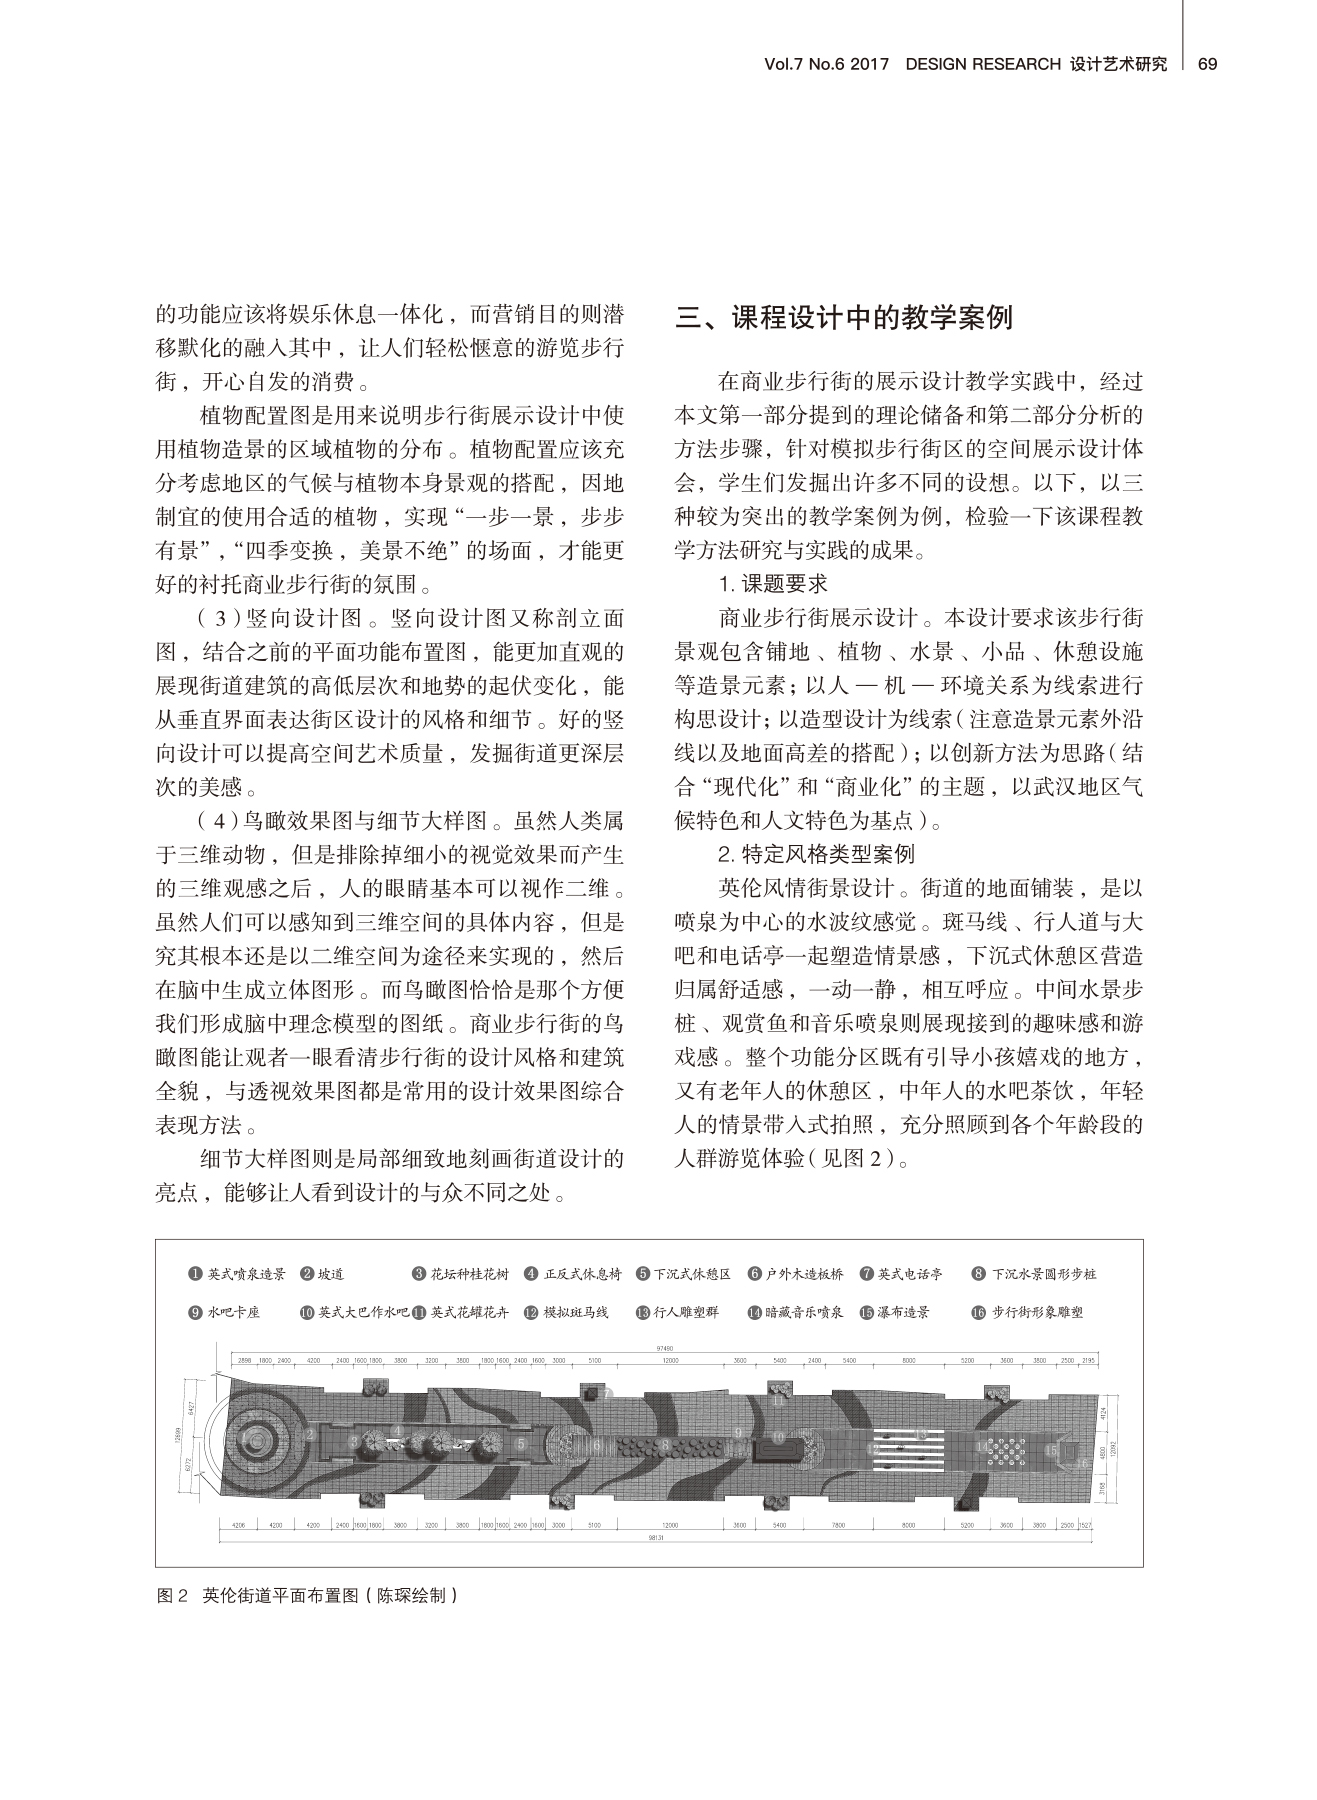 Vol.7 No.6 2017 DESIGN RESEARCH 设计艺术研究 69
的功能应该将娱乐休息一体化，而营销目的则潜
移默化的融入其中，让人们轻松惬意的游览步行
街，开心自发的消费。
植物配置图是用来说明步行街展示设计中使
用植物造景的区域植物的分布。植物配置应该充
分考虑地区的气候与植物本身景观的搭配，因地
制宜的使用合适的植物，实现“一步一景，步步
有景”，“四季变换，美景不绝”的场面，才能更
好的衬托商业步行街的氛围。
（3）竖向设计图。竖向设计图又称剖立面
图，结合之前的平面功能布置图，能更加直观的
展现街道建筑的高低层次和地势的起伏变化，能
从垂直界面表达街区设计的风格和细节。好的竖
向设计可以提高空间艺术质量，发掘街道更深层
次的美感。
（4）鸟瞰效果图与细节大样图。虽然人类属
于三维动物，但是排除掉细小的视觉效果而产生
的三维观感之后，人的眼睛基本可以视作二维。
虽然人们可以感知到三维空间的具体内容，但是
究其根本还是以二维空间为途径来实现的，然后
在脑中生成立体图形。而鸟瞰图恰恰是那个方便
我们形成脑中理念模型的图纸。商业步行街的鸟
瞰图能让观者一眼看清步行街的设计风格和建筑
全貌，与透视效果图都是常用的设计效果图综合
表现方法。
细节大样图则是局部细致地刻画街道设计的
亮点，能够让人看到设计的与众不同之处。
三、课程设计中的教学案例
在商业步行街的展示设计教学实践中，经过
本文第一部分提到的理论储备和第二部分分析的
方法步骤，针对模拟步行街区的空间展示设计体
会，学生们发掘出许多不同的设想。以下，以三
种较为突出的教学案例为例，检验一下该课程教
学方法研究与实践的成果。
1. 课题要求
商业步行街展示设计。本设计要求该步行街
景观包含铺地、植物、水景、小品、休憩设施
等造景元素；以人 — 机 — 环境关系为线索进行
构思设计；以造型设计为线索（注意造景元素外沿
线以及地面高差的搭配）；以创新方法为思路（结
合“现代化”和“商业化”的主题，以武汉地区气
候特色和人文特色为基点）。
2. 特定风格类型案例
英伦风情街景设计。街道的地面铺装，是以
喷泉为中心的水波纹感觉。斑马线、行人道与大
吧和电话亭一起塑造情景感，下沉式休憩区营造
归属舒适感，一动一静，相互呼应。中间水景步
桩、观赏鱼和音乐喷泉则展现接到的趣味感和游
戏感。整个功能分区既有引导小孩嬉戏的地方，
又有老年人的休憩区，中年人的水吧茶饮，年轻
人的情景带入式拍照，充分照顾到各个年龄段的
人群游览体验（见图 2）。
❶ 英式喷泉造景 ❷ 坡道 ❸ 花坛种桂花树 ❹ 正反式休息椅 ❺ 下沉式休憩区 ❻ 户外木造板桥 ❼ 英式电话亭 ❽ 下沉水景圆形步桩
❾ 水吧卡座 ❿ 英式大巴作水吧 ⓫ 英式花罐花卉 ⓬ 模拟斑马线 ⓭ 行人雕塑群 ⓮ 暗藏音乐喷泉 ⓯ 瀑布造景 ⓰ 步行街形象雕塑
97490
2898 1800 2400 4200 2400 1600 1800 3800 3200 3800 1800 1600 2400 1600 3000 5100 12000 3600 5400 2400 5400 8000 5200 3600 3800 2500 2195
12699 6427 6272
1 2 3 4 5 6 7 8 9 10 11 12 13 14 15 16
4124 4800 3168 12092
4206 4200 4200 2400 1600 1800 3800 3200 3800 1800 1600 2400 1600 3000 5100 12000 3600 5400 7800 8000 5200 3600 3800 2500 1527
98131
图 2 英伦街道平面布置图（陈琛绘制）